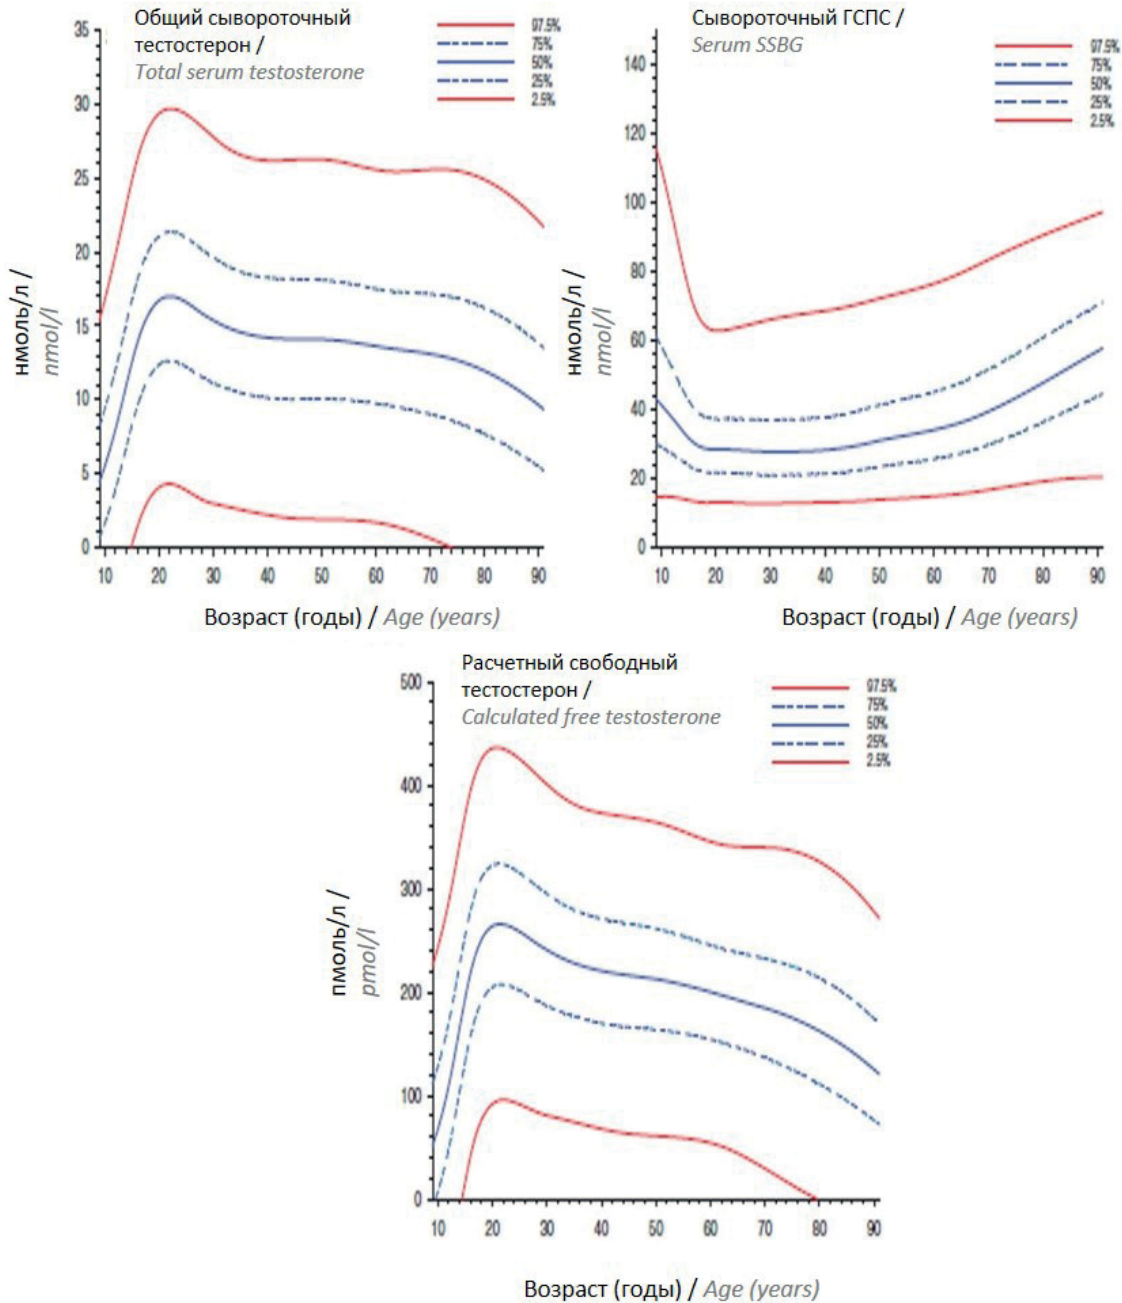 Общий сывороточный
тестостерон /
Total serum testosterone
97.5%
75%
50%
25%
2.5%
35
30
25
20
15
10
5
0
нмоль/л /
nmol/l
10 20 30 40 50 60 70 80 90
Возраст (годы) / Age (years)
Сывороточный ГСПС /
Serum SSBG
97.5%
75%
50%
25%
2.5%
140
120
100
80
60
40
20
0
нмоль/л /
nmol/l
10 20 30 40 50 60 70 80 90
Возраст (годы) / Age (years)
Расчетный свободный
тестостерон /
Calculated free testosterone
97.5%
75%
50%
25%
2.5%
500
400
300
200
100
0
пмоль/л /
pmol/l
10 20 30 40 50 60 70 80 90
Возраст (годы) / Age (years)